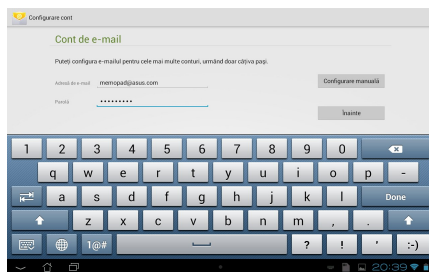 Configurare cont
Cont de e-mail
Puteți configura e-mailul pentru cele mai multe conturi, urmând doar câțiva pași.
Adresă de e-mail memopad@asus.com Configurare manuală
Parolă •••••••••
Înainte
1 2 3 4 5 6 7 8 9 0
q w e r t y u i o p -
a s d f g h j k l Done
z x c v b n m , .
1@# ? ! ' :-)
20:39